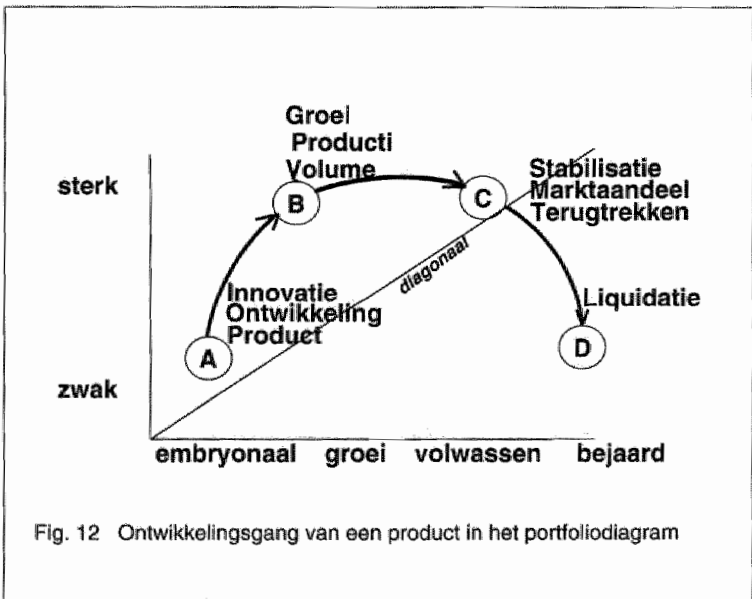 Groei
Producti
Volume
sterk
B
C
Stabilisatie
Marktaandeel
Terugtrekken
diagonaal
Innovatie
Ontwikkeling
Product
Liquidatie
A
D
zwak
embryonaal groei volwassen bejaard
Fig. 12 Ontwikkelingsgang van een product in het portfoliodiagram